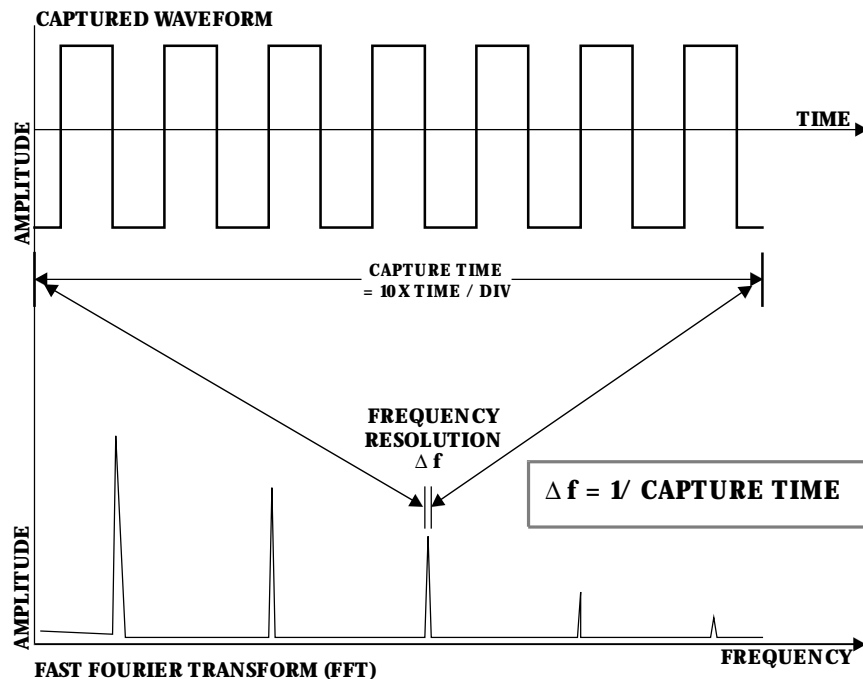 CAPTURED WAVEFORM
TIME
AMPLITUDE
CAPTURE TIME
= 10X TIME / DIV
FREQUENCY
RESOLUTION
Δ f
Δ f = 1/ CAPTURE TIME
AMPLITUDE
FREQUENCY
FAST FOURIER TRANSFORM (FFT)